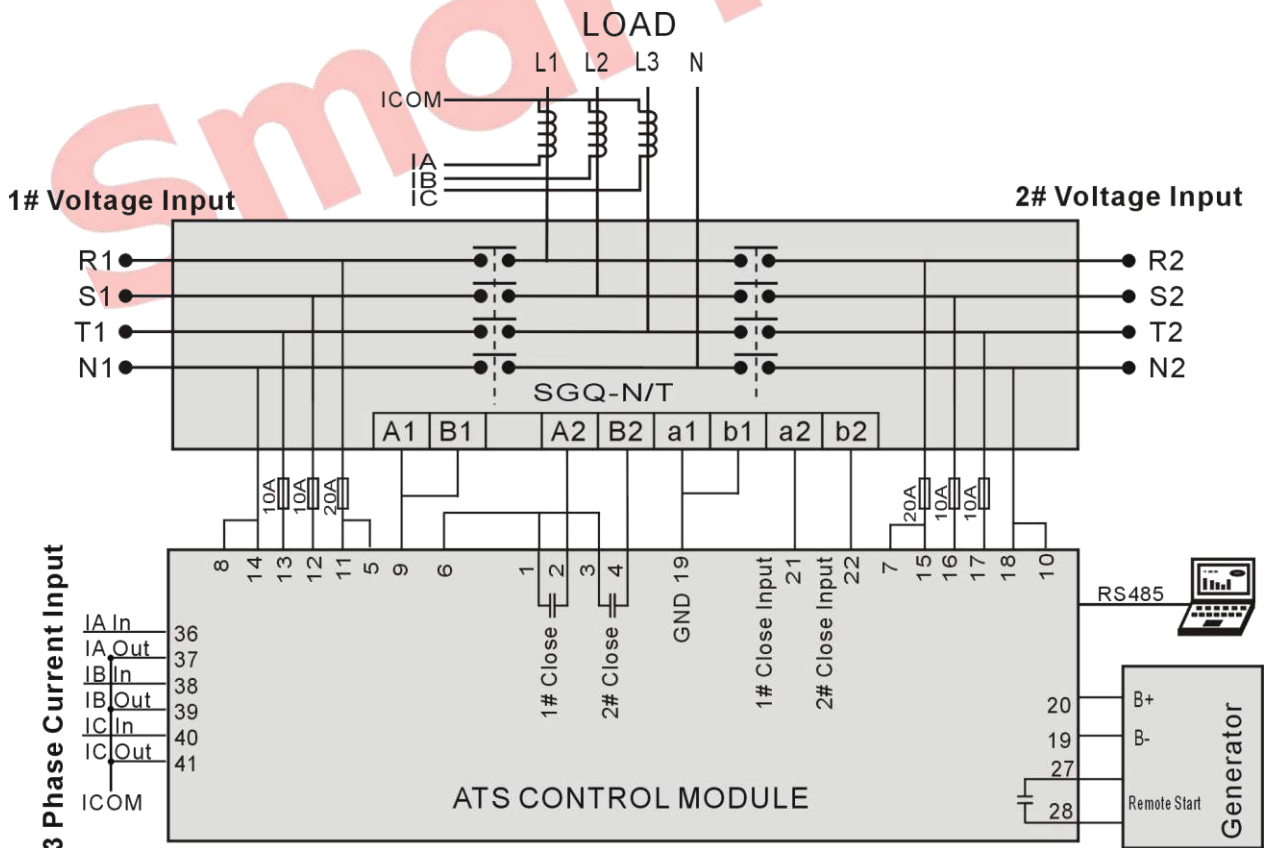 Smar
LOAD
L1 L2 L3 N
ICOM
IA
IB
IC
1# Voltage Input
2# Voltage Input
R1
S1
T1
N1
R2
S2
T2
N2
SGQ-N/T
A1 B1 A2 B2 a1 b1 a2 b2
10A 10A 20A
20A 10A 10A
8 14 13 12 11 5 9 6 1 2 3 4 GND 19 21 22 7 15 16 17 18 10
1# Close
2# Close
1# Close Input
2# Close Input
RS485
3 Phase Current Input
IA In 36
IA Out 37
IB In 38
IB Out 39
IC In 40
IC Out 41
ICOM
ATS CONTROL MODULE
20 B+
19 B-
27
28
Remote Start
Generator